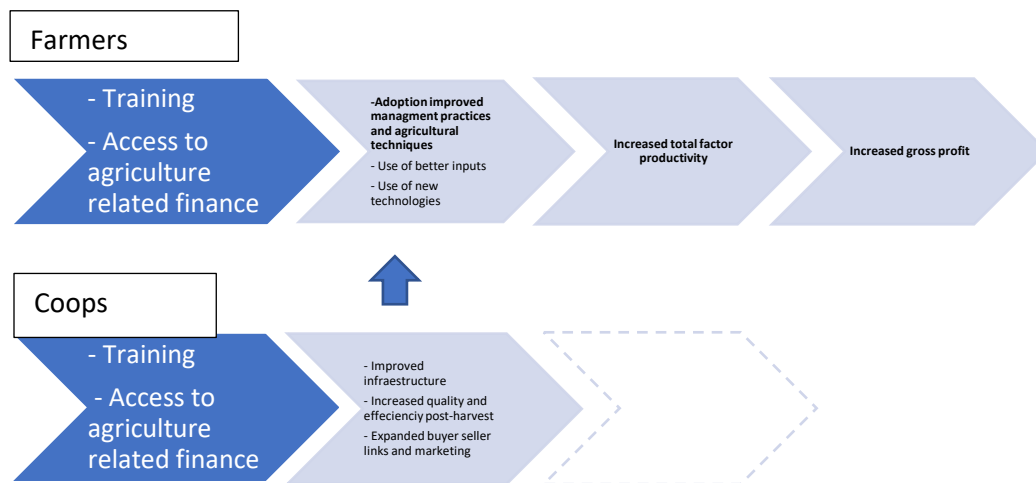 Farmers
- Training
- Access to
agriculture
related finance
-Adoption improved
managment practices
and agricultural
techniques
- Use of better inputs
- Use of new
technologies
Increased total factor
productivity
Increased gross profit
Coops
- Training
- Access to
agriculture
related finance
- Improved
infraestructure
- Increased quality and
effecienciy post-harvest
- Expanded buyer seller
links and marketing